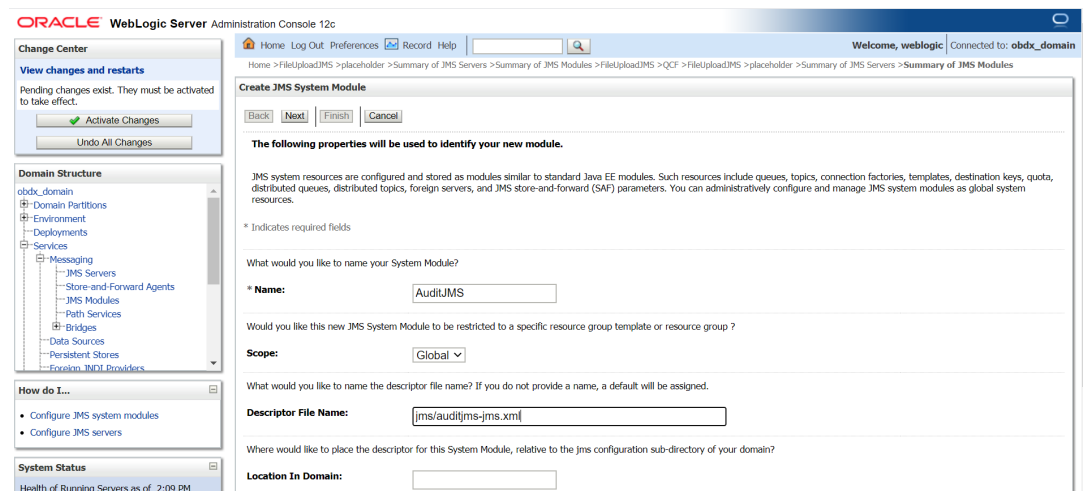 ORACLE® WebLogic Server Administration Console 12c
Change Center
View changes and restarts
Pending changes exist. They must be activated
to take effect.
Activate Changes
Undo All Changes
Domain Structure
obdx_domain
Domain Partitions
Environment
Deployments
Services
Messaging
JMS Servers
Store-and-Forward Agents
JMS Modules
Path Services
Bridges
Data Sources
Persistent Stores
Foreign JNDI Providers
How do I...
Configure JMS system modules
Configure JMS servers
System Status
Health of Running Servers as of 2:09 PM
Home Log Out Preferences Record Help
Welcome, weblogic Connected to: obdx_domain
Home >FileUploadJMS >placeholder >Summary of JMS Servers >Summary of JMS Modules >FileUploadJMS >QCF >FileUploadJMS >placeholder >Summary of JMS Servers >Summary of JMS Modules
Create JMS System Module
Back Next Finish Cancel
The following properties will be used to identify your new module.
JMS system resources are configured and stored as modules similar to standard Java EE modules. Such resources include queues, topics, connection factories, templates, destination keys, quota,
distributed queues, distributed topics, foreign servers, and JMS store-and-forward (SAF) parameters. You can administratively configure and manage JMS system modules as global system
resources.
* Indicates required fields
What would you like to name your System Module?
* Name: AuditJMS
Would you like this new JMS System Module to be restricted to a specific resource group template or resource group ?
Scope: Global
What would you like to name the descriptor file name? If you do not provide a name, a default will be assigned.
Descriptor File Name: jms/auditjms-jms.xml
Where would like to place the descriptor for this System Module, relative to the jms configuration sub-directory of your domain?
Location In Domain: